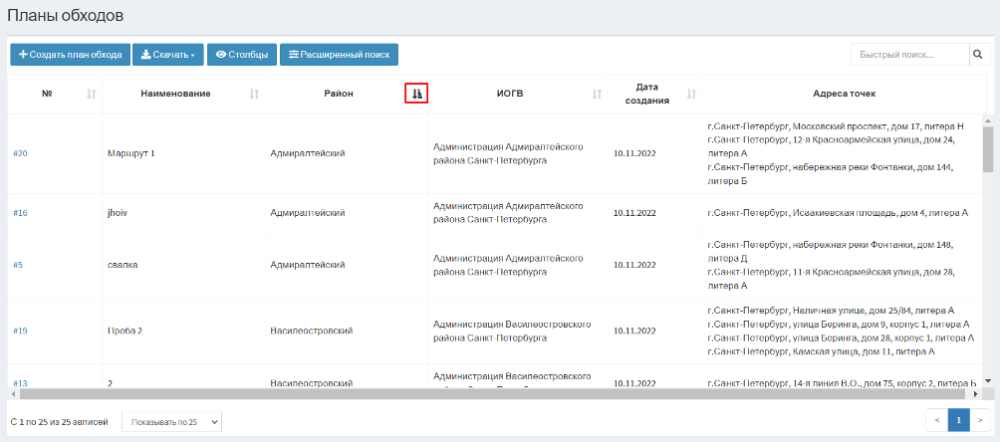 Планы обходов
Создать план обхода Скачать Столбцы Расширенный поиск Быстрый поиск...
№ Наименование Район ИОГВ Дата создания Адреса точек
#20 Маршрут 1 Адмиралтейский Администрация Адмиралтейского района Санкт-Петербурга 10.11.2022 г.Санкт-Петербург, Московский проспект, дом 17, литера Н
г.Санкт-Петербург, 12-я Красноармейская улица, дом 24, литера А
г.Санкт-Петербург, набережная реки Фонтанки, дом 144, литера Б
#16 jhoiv Адмиралтейский Администрация Адмиралтейского района Санкт-Петербурга 10.11.2022 г.Санкт-Петербург, Исаакиевская площадь, дом 4, литера А
#5 свалка Адмиралтейский Администрация Адмиралтейского района Санкт-Петербурга 10.11.2022 г.Санкт-Петербург, набережная реки Фонтанки, дом 148, литера Д
г.Санкт-Петербург, 11-я Красноармейская улица, дом 28, литера А
#19 Проба 2 Василеостровский Администрация Василеостровского района Санкт-Петербурга 10.11.2022 г.Санкт-Петербург, Наличная улица, дом 25/84, литера А
г.Санкт-Петербург, улица Беринга, дом 9, корпус 1, литера А
г.Санкт-Петербург, улица Беринга, дом 28, корпус 1, литера А
г.Санкт-Петербург, Камская улица, дом 11, литера А
#13 2 Василеостровский Администрация Василеостровского 10.11.2022 г.Санкт-Петербург, 14-я линия В.О., дом 75, корпус 2, литера Б
С 1 по 25 из 25 записей Показывать по 25 < 1 >